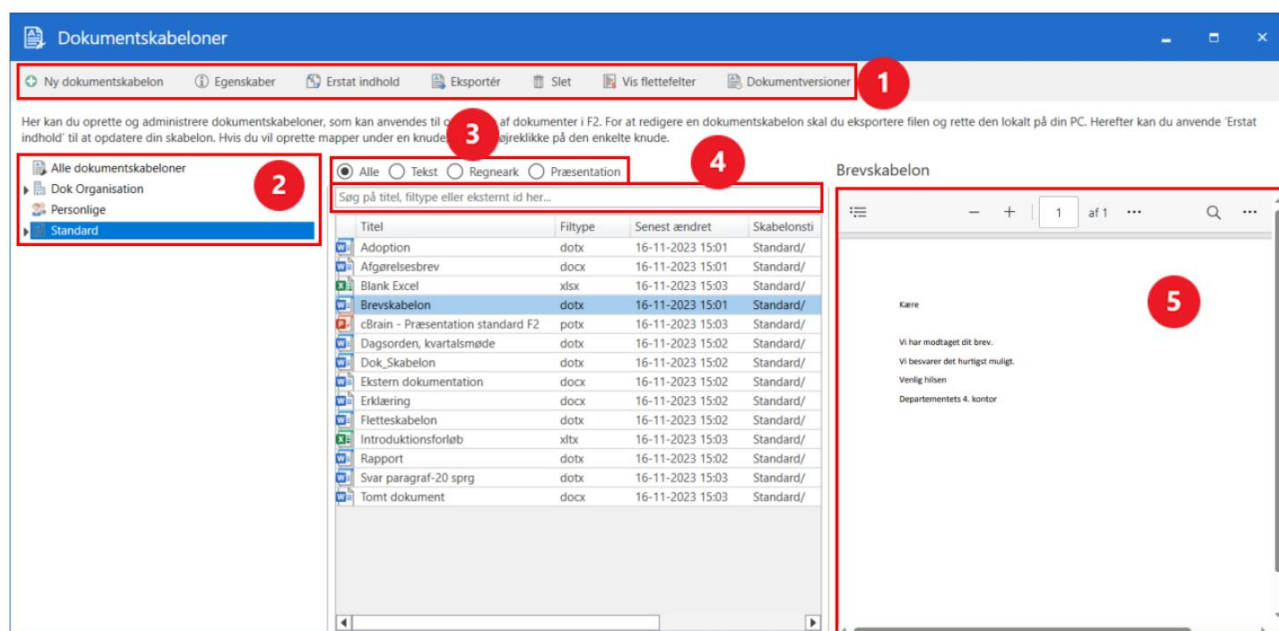 Dokumentskabeloner
Ny dokumentskabelon Egenskaber Erstat indhold Eksportér Slet Vis flettefelter Dokumentversioner
1
Her kan du oprette og administrere dokumentskabeloner, som kan anvendes til o af dokumenter i F2. For at redigere en dokumentskabelon skal du eksportere filen og rette den lokalt på din PC. Herefter kan du anvende 'Erstat
indhold' til at opdatere din skabelon. Hvis du vil oprette mapper under en knude øjreklikke på den enkelte knude.
3
Alle dokumentskabeloner
Dok Organisation
Personlige
Standard
2
Alle Tekst Regneark Præsentation
4
Søg på titel, filtype eller eksternt id her...
Titel Filtype Senest ændret Skabelonsti
Adoption dotx 16-11-2023 15:01 Standard/
Afgørelsesbrev docx 16-11-2023 15:01 Standard/
Blank Excel xlsx 16-11-2023 15:03 Standard/
Brevskabelon dotx 16-11-2023 15:01 Standard/
cBrain - Præsentation standard F2 potx 16-11-2023 15:03 Standard/
Dagsorden, kvartalsmøde dotx 16-11-2023 15:02 Standard/
Dok_Skabelon dotx 16-11-2023 15:02 Standard/
Ekstern dokumentation docx 16-11-2023 15:02 Standard/
Erklæring docx 16-11-2023 15:02 Standard/
Fletteskabelon dotx 16-11-2023 15:02 Standard/
Introduktionsforløb xltx 16-11-2023 15:03 Standard/
Rapport dotx 16-11-2023 15:02 Standard/
Svar paragraf-20 sprg dotx 16-11-2023 15:03 Standard/
Tomt dokument docx 16-11-2023 15:03 Standard/
Brevskabelon
1 af 1
5
Kære
Vi har modtaget dit brev.
Vi besvarer det hurtigst muligt.
Venlig hilsen
Departementets 4. kontor